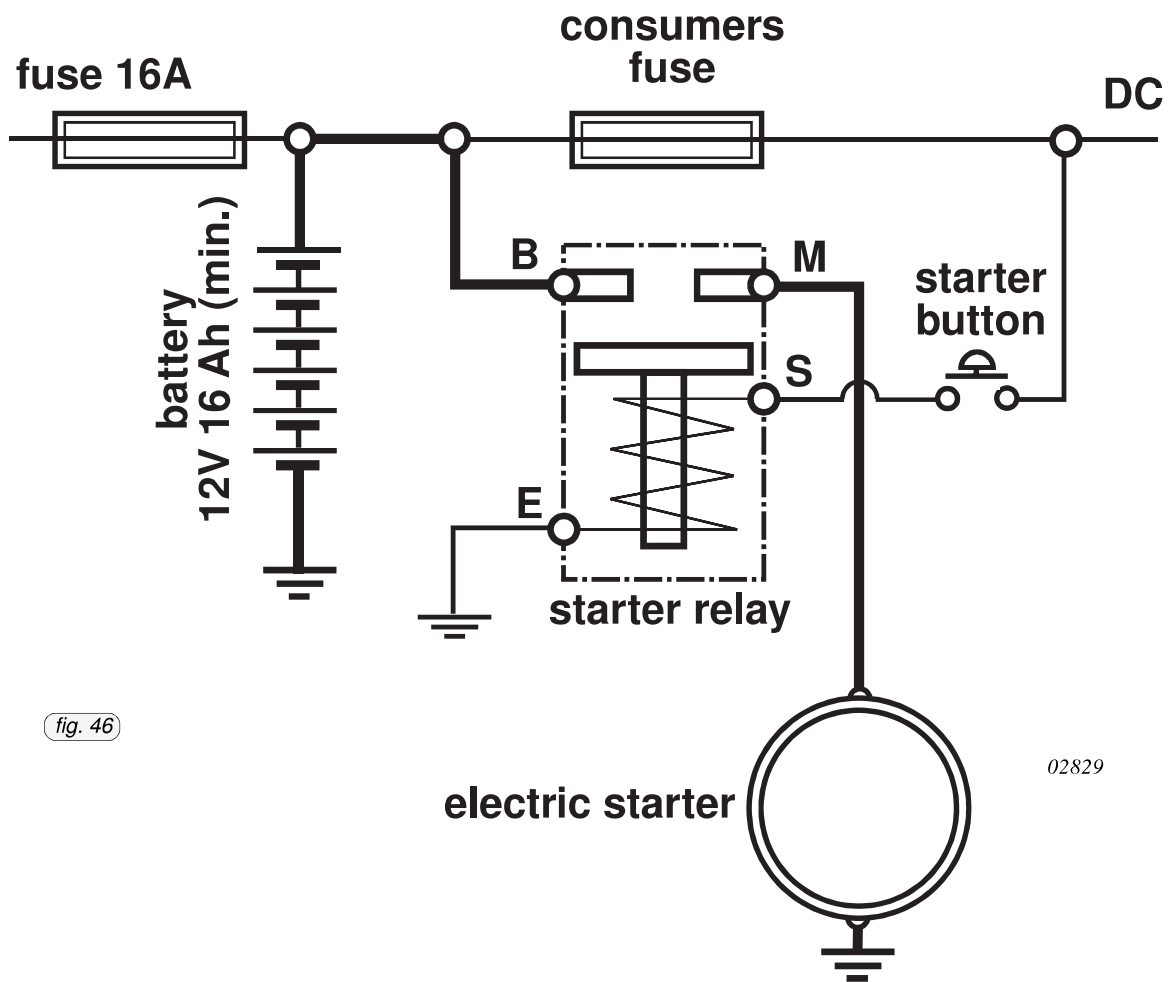 consumers
fuse
fuse 16A
DC
battery
12V 16 Ah (min.)
B
M
starter
button
S
E
starter relay
fig. 46
02829
electric starter